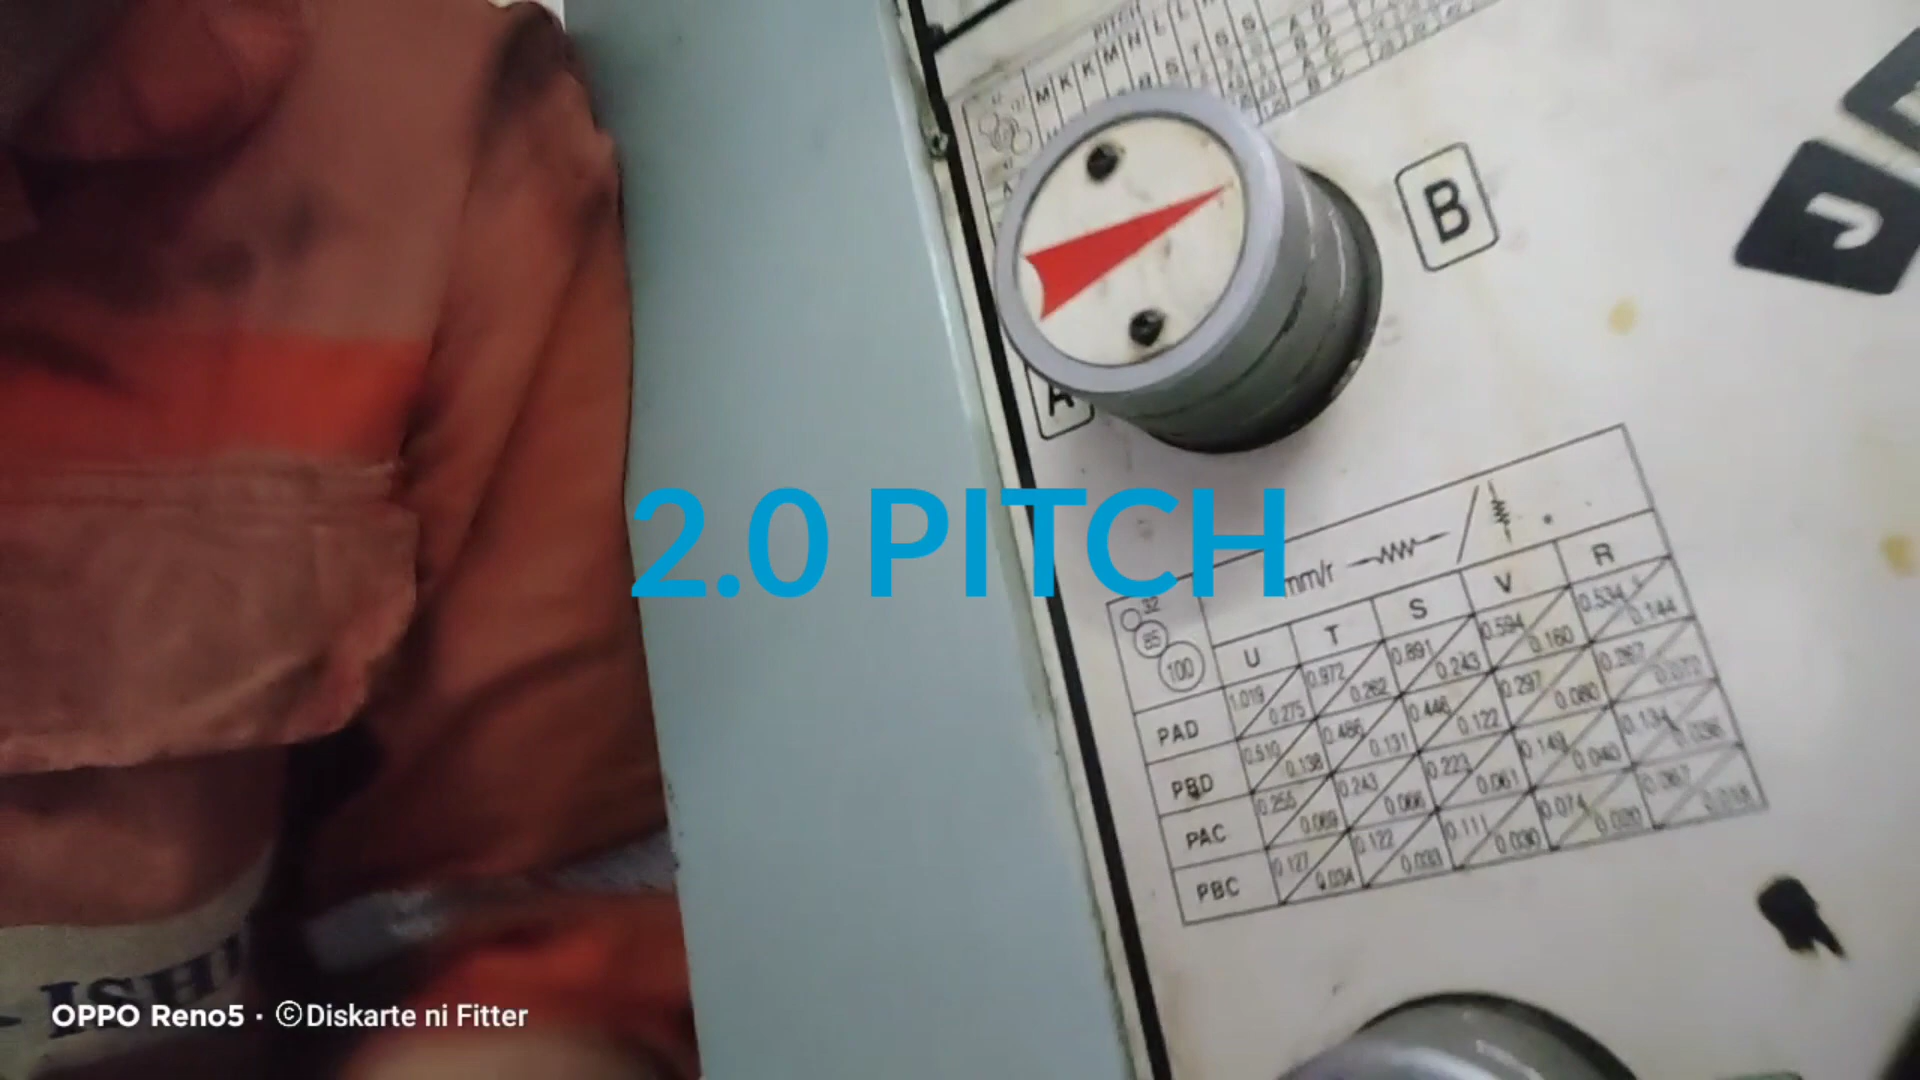 PITCH
M K K M N L L
B
J
A
2.0 PITCH
mm/r
32
85
100
U T S V R
PAD 1.019 0.275 0.972 0.262 0.891 0.243 0.594 0.160 0.534 0.144
PBD 0.510 0.138 0.486 0.131 0.446 0.122 0.297 0.080 0.267 0.072
PAC 0.255 0.069 0.243 0.066 0.223 0.061 0.149 0.040 0.134 0.036
PBC 0.127 0.034 0.122 0.033 0.111 0.030 0.074 0.020 0.067
ISHI
OPPO Reno5 · ©Diskarte ni Fitter